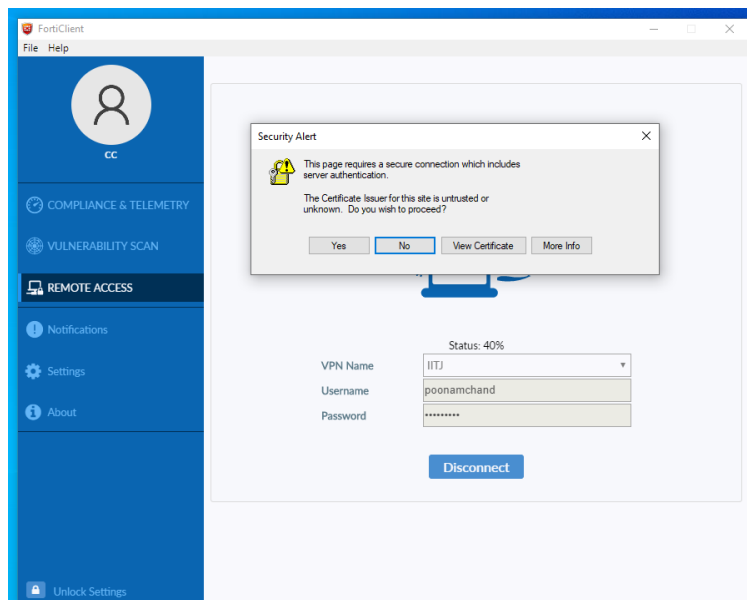 FortiClient
File Help
CC
COMPLIANCE & TELEMETRY
VULNERABILITY SCAN
REMOTE ACCESS
Notifications
Settings
About
Unlock Settings
Security Alert
This page requires a secure connection which includes
server authentication.
The Certificate Issuer for this site is untrusted or
unknown. Do you wish to proceed?
Yes No View Certificate More Info
Status: 40%
VPN Name IITJ
Username poonamchand
Password •••••••••
Disconnect